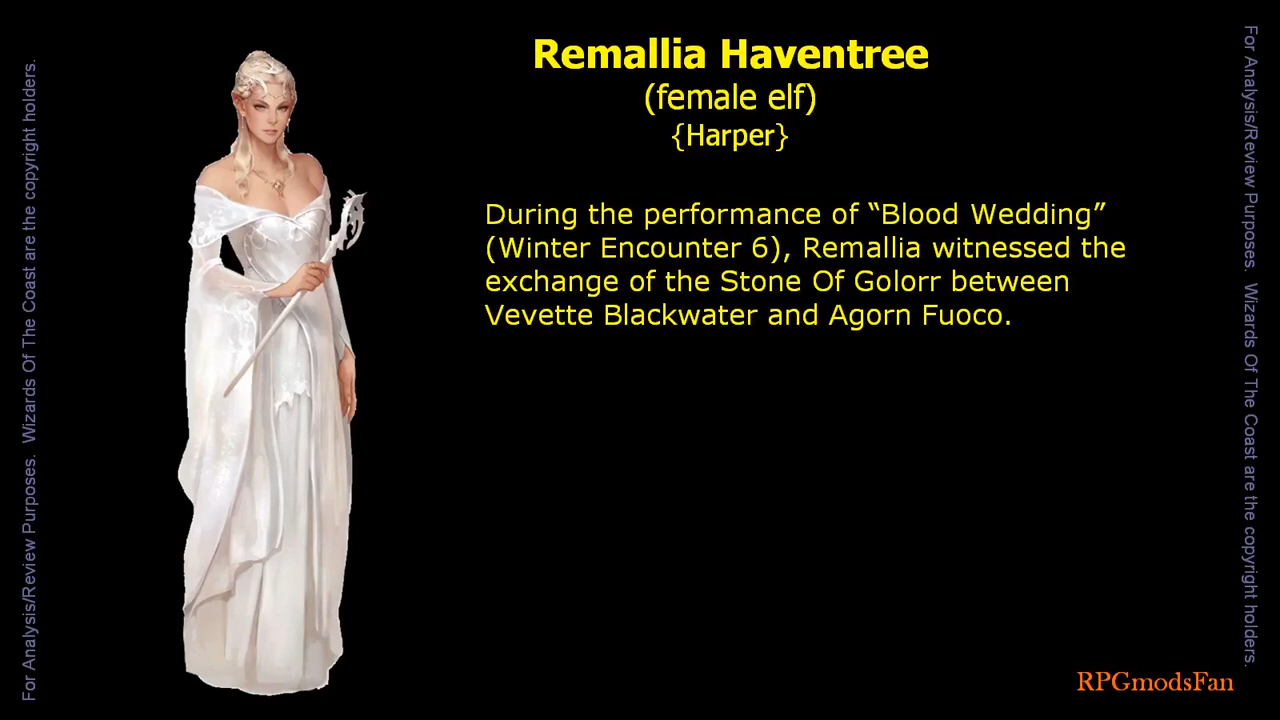 Remallia Haventree
(female elf)
{Harper}
During the performance of “Blood Wedding”
(Winter Encounter 6), Remallia witnessed the
exchange of the Stone Of Golorr between
Vevette Blackwater and Agorn Fuoco.
For Analysis/Review Purposes.  Wizards Of The Coast are the copyright holders.
For Analysis/Review Purposes.  Wizards Of The Coast are the copyright holders.
RPGmodsFan